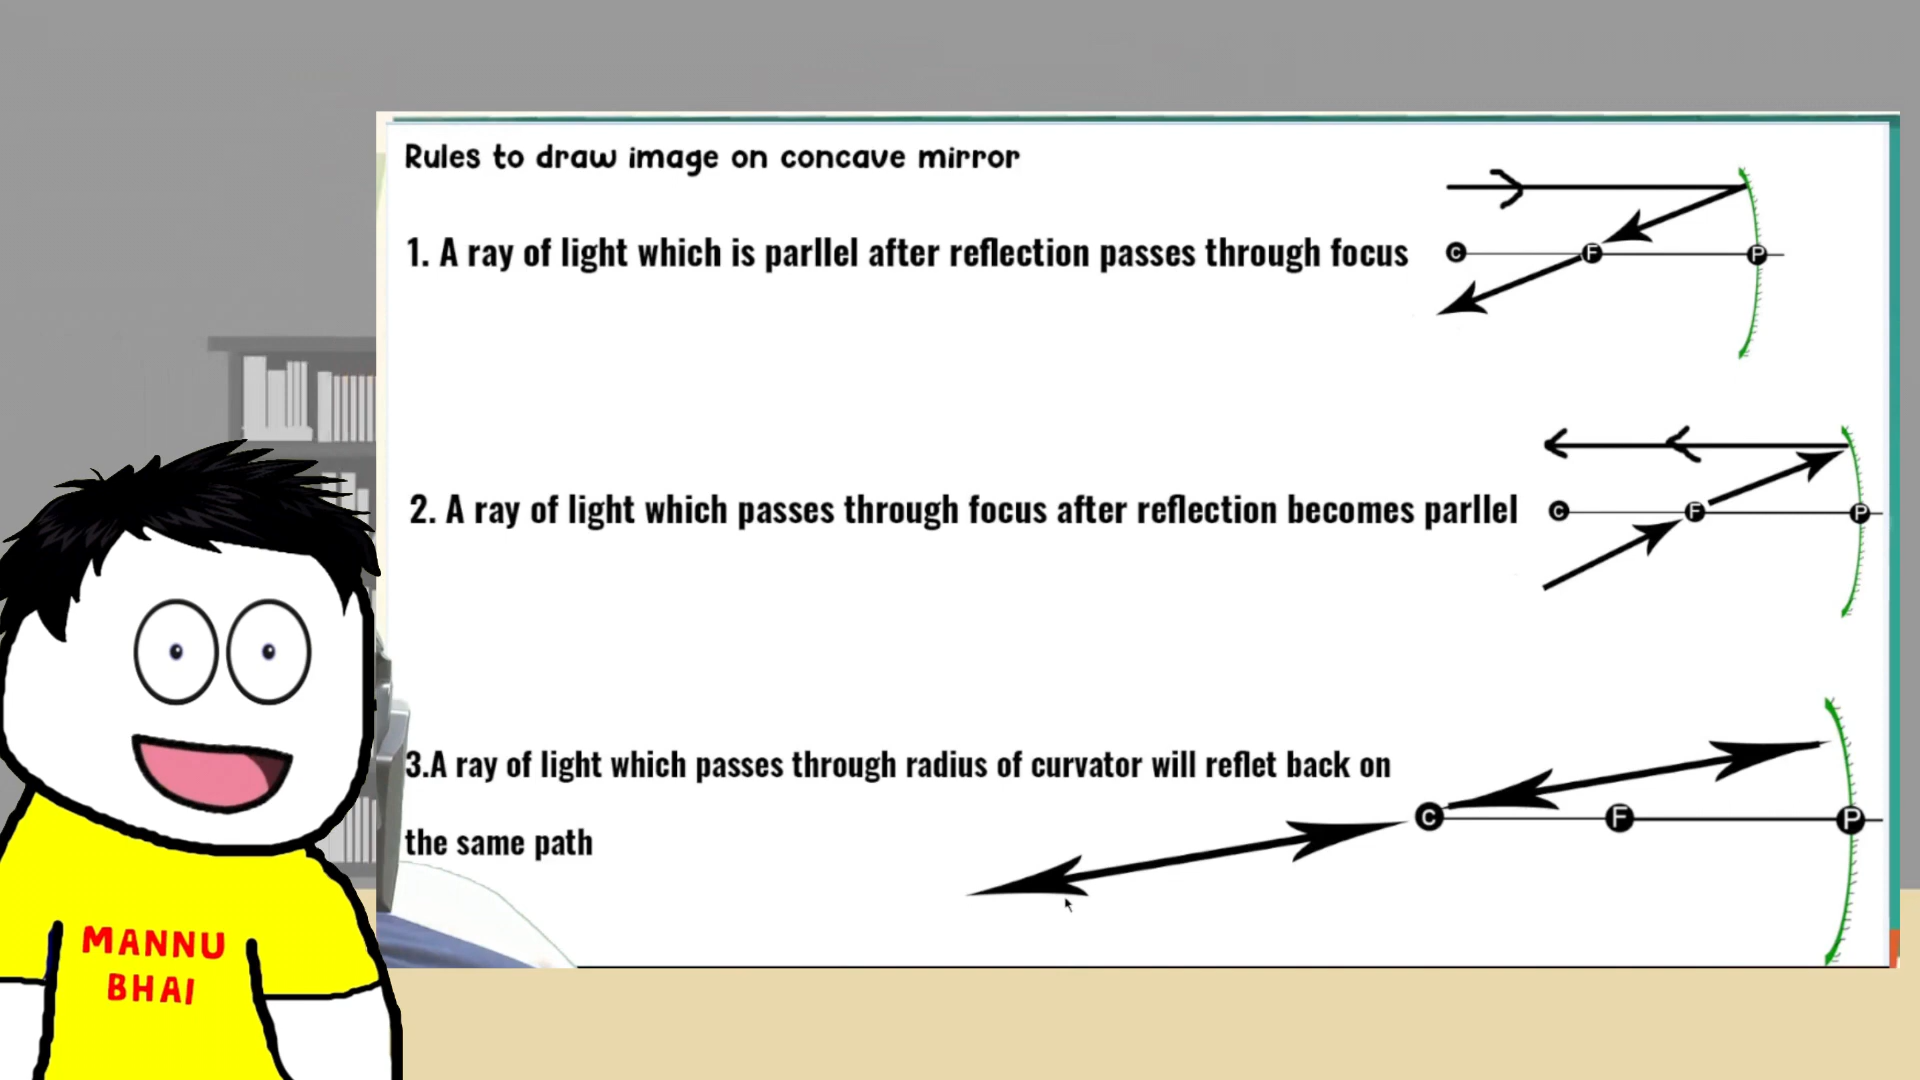 Rules to draw image on concave mirror
1. A ray of light which is parllel after reflection passes through focus
C F P
2. A ray of light which passes through focus after reflection becomes parllel
C F P
3.A ray of light which passes through radius of curvator will reflet back on
the same path
C F P
MANNU
BHAI